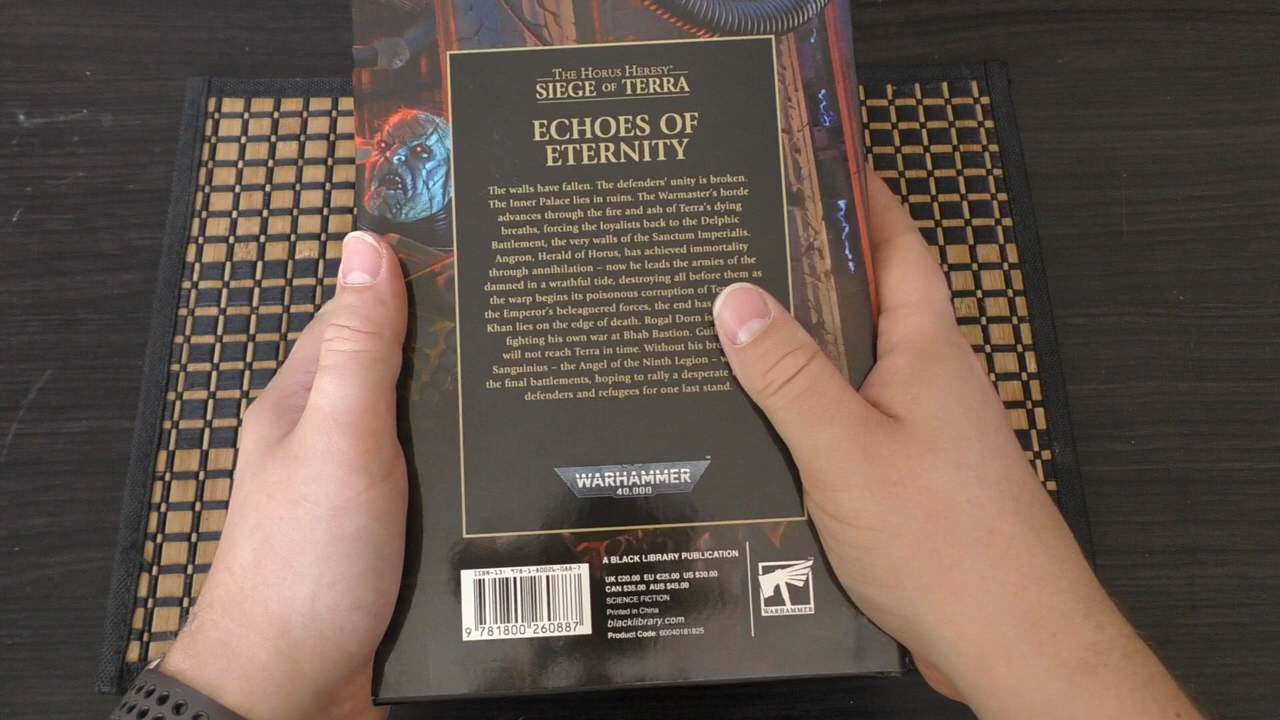 THE HORUS HERESY®
SIEGE OF TERRA
ECHOES OF
ETERNITY
The walls have fallen. The defenders' unity is broken.
The Inner Palace lies in ruins. The Warmaster's horde
advances through the fire and ash of Terra's dying
breaths, forcing the loyalists back to the Delphic
Battlement, the very walls of the Sanctum Imperialis.
Angron, Herald of Horus, has achieved immortality
through annihilation – now he leads the armies of the
damned in a wrathful tide, destroying all before them as
the warp begins its poisonous corruption of
the Emperor's beleaguered forces, the end has
Khan lies on the edge of death. Rogal Dorn is
fighting his own war at Bhab Bastion.
will not reach Terra in time. Without his
Sanguinius – the Angel of the Ninth Legion –
the final battlements, hoping to rally a desperate
defenders and refugees for one last stand.
WARHAMMER™
40,000
A BLACK LIBRARY PUBLICATION
UK £20.00 EU €25.00 US $30.00
CAN $35.00 AUS $45.00
SCIENCE FICTION
Printed in China
blacklibrary.com
Product Code: 60040181825
ISBN-13: 978-1-80026-088-7
9 781800 260887
WARHAMMER